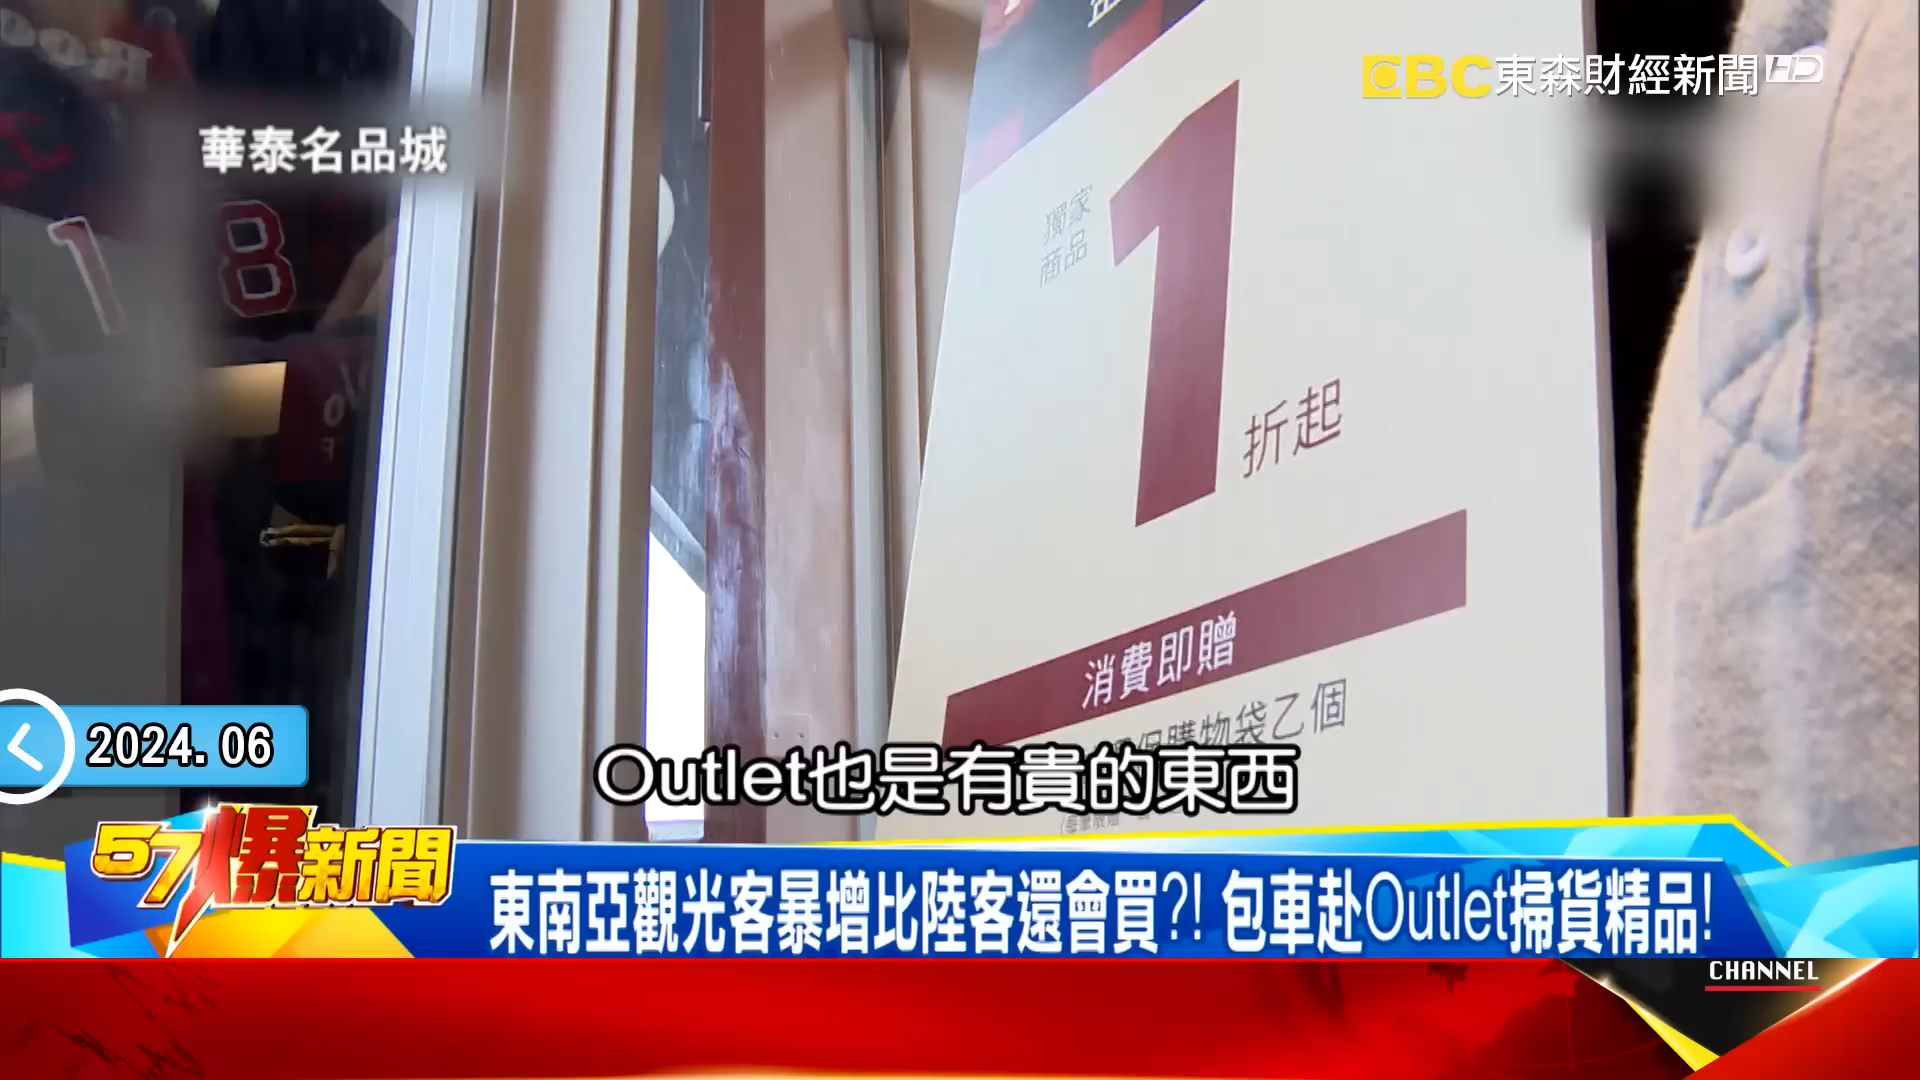 EBC東森財經新聞HD
華泰名品城
18
獨家
商品
1
折起
消費即贈
購物袋乙個
Outlet也是有貴的東西
2024.06
57爆新聞
東南亞觀光客暴增比陸客還會買?! 包車赴Outlet掃貨精品!
CHANNEL